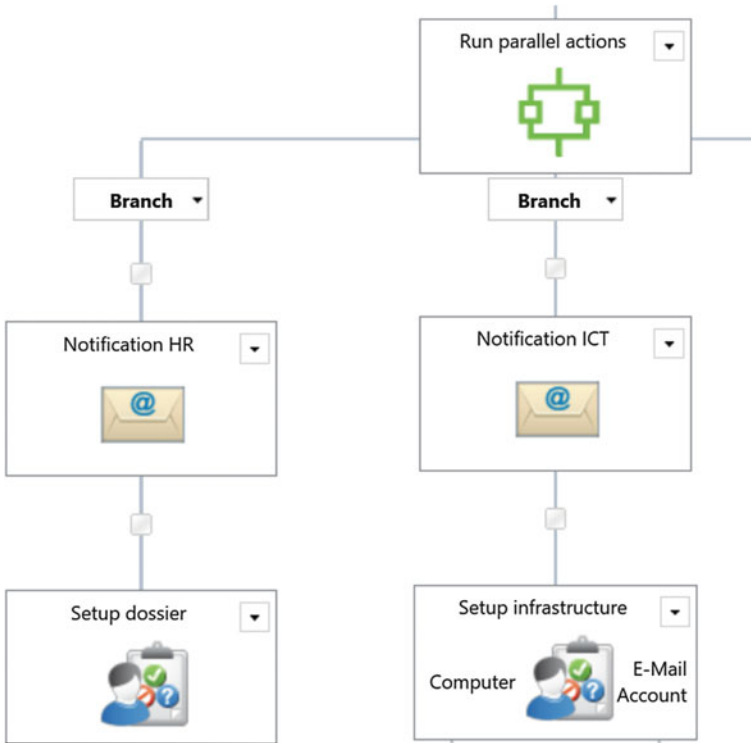 Run parallel actions
Branch
Branch
Notification HR
@
Notification ICT
@
Setup dossier
Setup infrastructure
Computer
E-Mail
Account